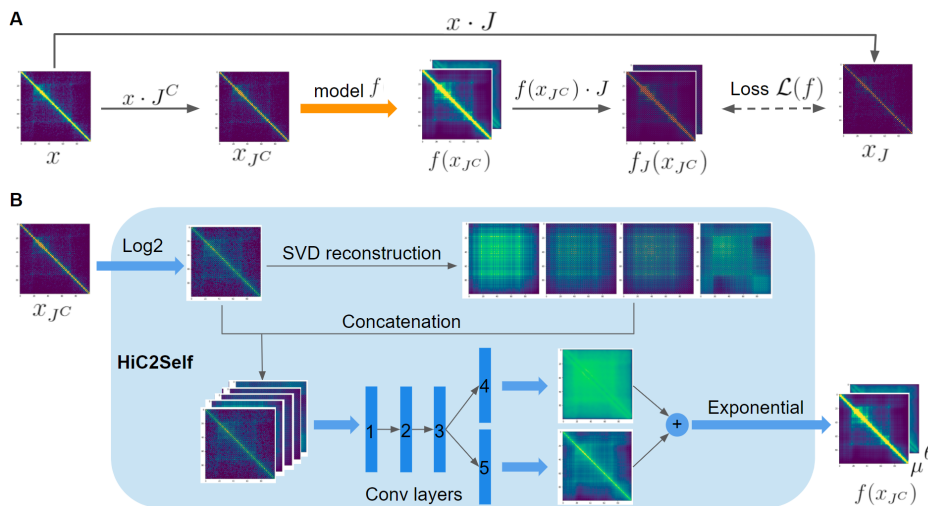 A
x · J
x · J^C
model f
f(x_{J^C}) · J
Loss 𝓛(f)
x
x_{J^C}
f(x_{J^C})
f_J(x_{J^C})
x_J
B
Log2
SVD reconstruction
x_{J^C}
Concatenation
HiC2Self
1
2
3
4
5
Conv layers
+
Exponential
μ
f(x_{J^C})